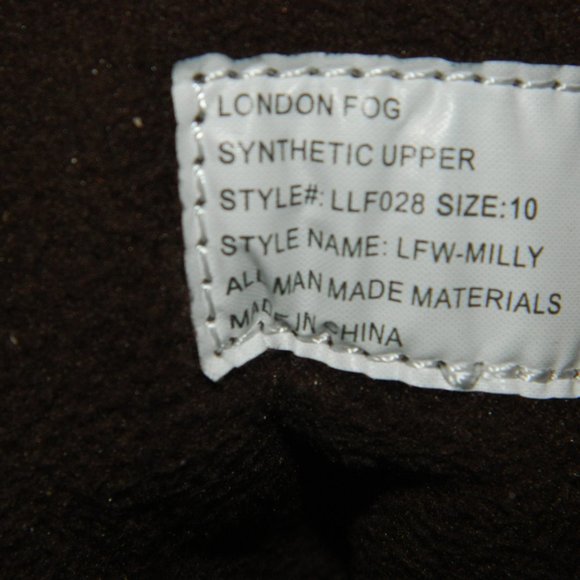 LONDON FOG
SYNTHETIC UPPER
STYLE#: LLF028 SIZE:10
STYLE NAME: LFW-MILLY
ALL MAN MADE MATERIALS
MADE IN CHINA